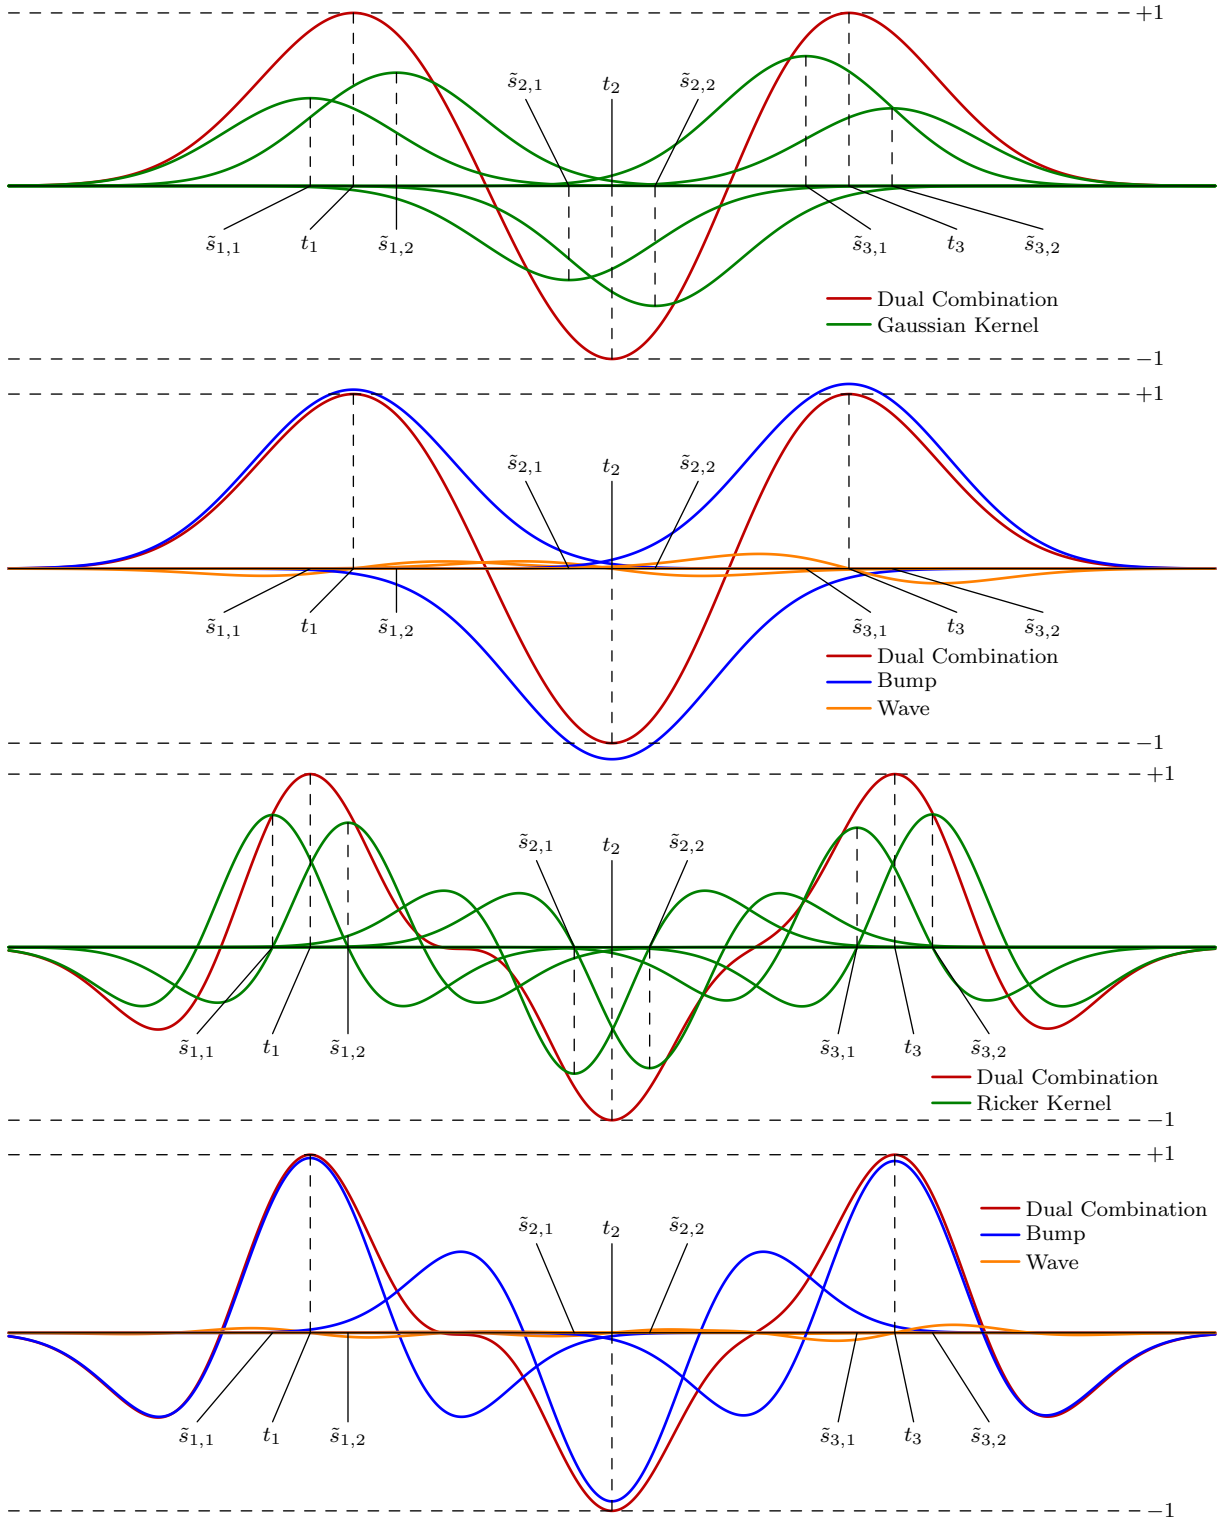 +1
s̃2,1 t2 s̃2,2
s̃1,1 t1 s̃1,2 s̃3,1 t3 s̃3,2
Dual Combination
Gaussian Kernel
−1
+1
s̃2,1 t2 s̃2,2
s̃1,1 t1 s̃1,2 s̃3,1 t3 s̃3,2
Dual Combination
Bump
Wave
−1
+1
s̃2,1 t2 s̃2,2
s̃1,1 t1 s̃1,2 s̃3,1 t3 s̃3,2
Dual Combination
Ricker Kernel
−1
+1
Dual Combination
s̃2,1 t2 s̃2,2
Bump
Wave
s̃1,1 t1 s̃1,2 s̃3,1 t3 s̃3,2
−1